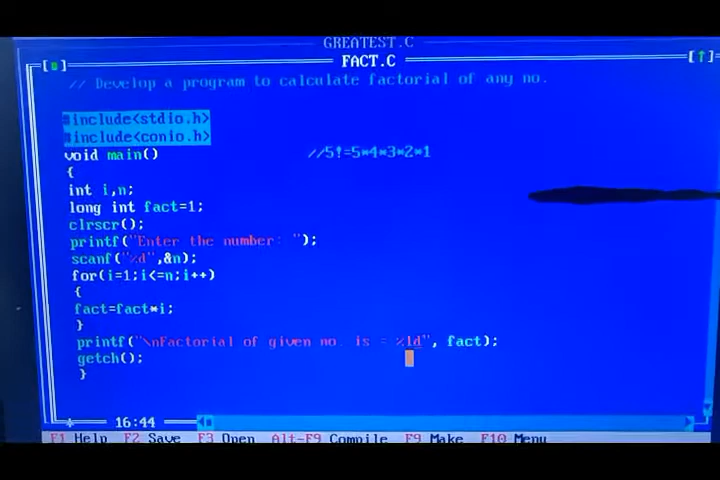 GREATEST.C
[■] FACT.C [↑]
// Develop a program to calculate factorial of any no.
#include<stdio.h>
#include<conio.h>
void main() //5!=5*4*3*2*1
{
int i,n;
long int fact=1;
clrscr();
printf("Enter the number: ");
scanf("%d",&n);
for(i=1;i<=n;i++)
{
fact=fact*i;
}
printf("\nFactorial of given no. is = %ld", fact);
getch();
}
16:44
F1 Help F2 Save F3 Open Alt-F9 Compile F9 Make F10 Menu